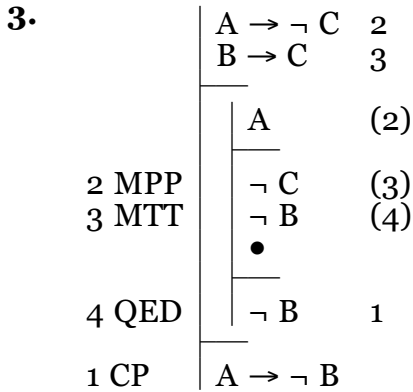 3.
A → ¬ C 2
B → C 3
A (2)
2 MPP ¬ C (3)
3 MTT ¬ B (4)
●
4 QED ¬ B 1
1 CP A → ¬ B